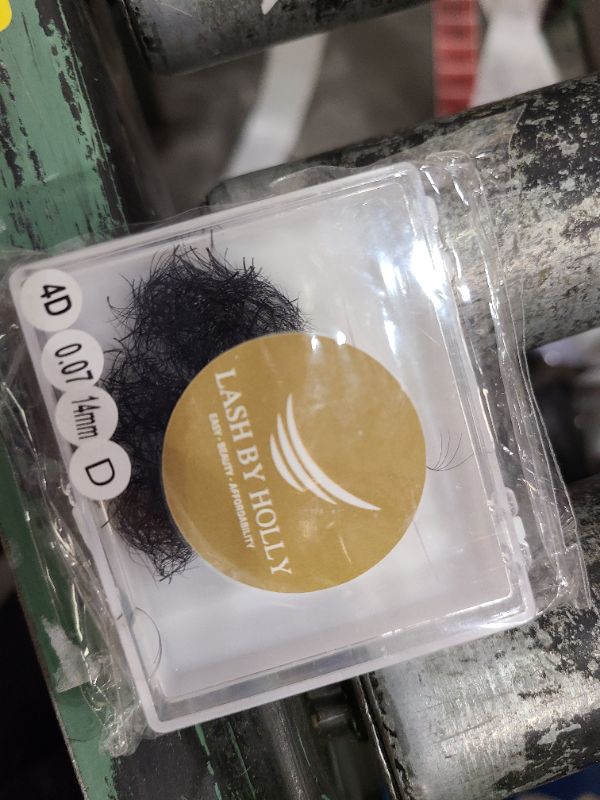 4D
0.07
14mm
D
LASH BY HOLLY
EASY - BEAUTY - AFFORDABILITY